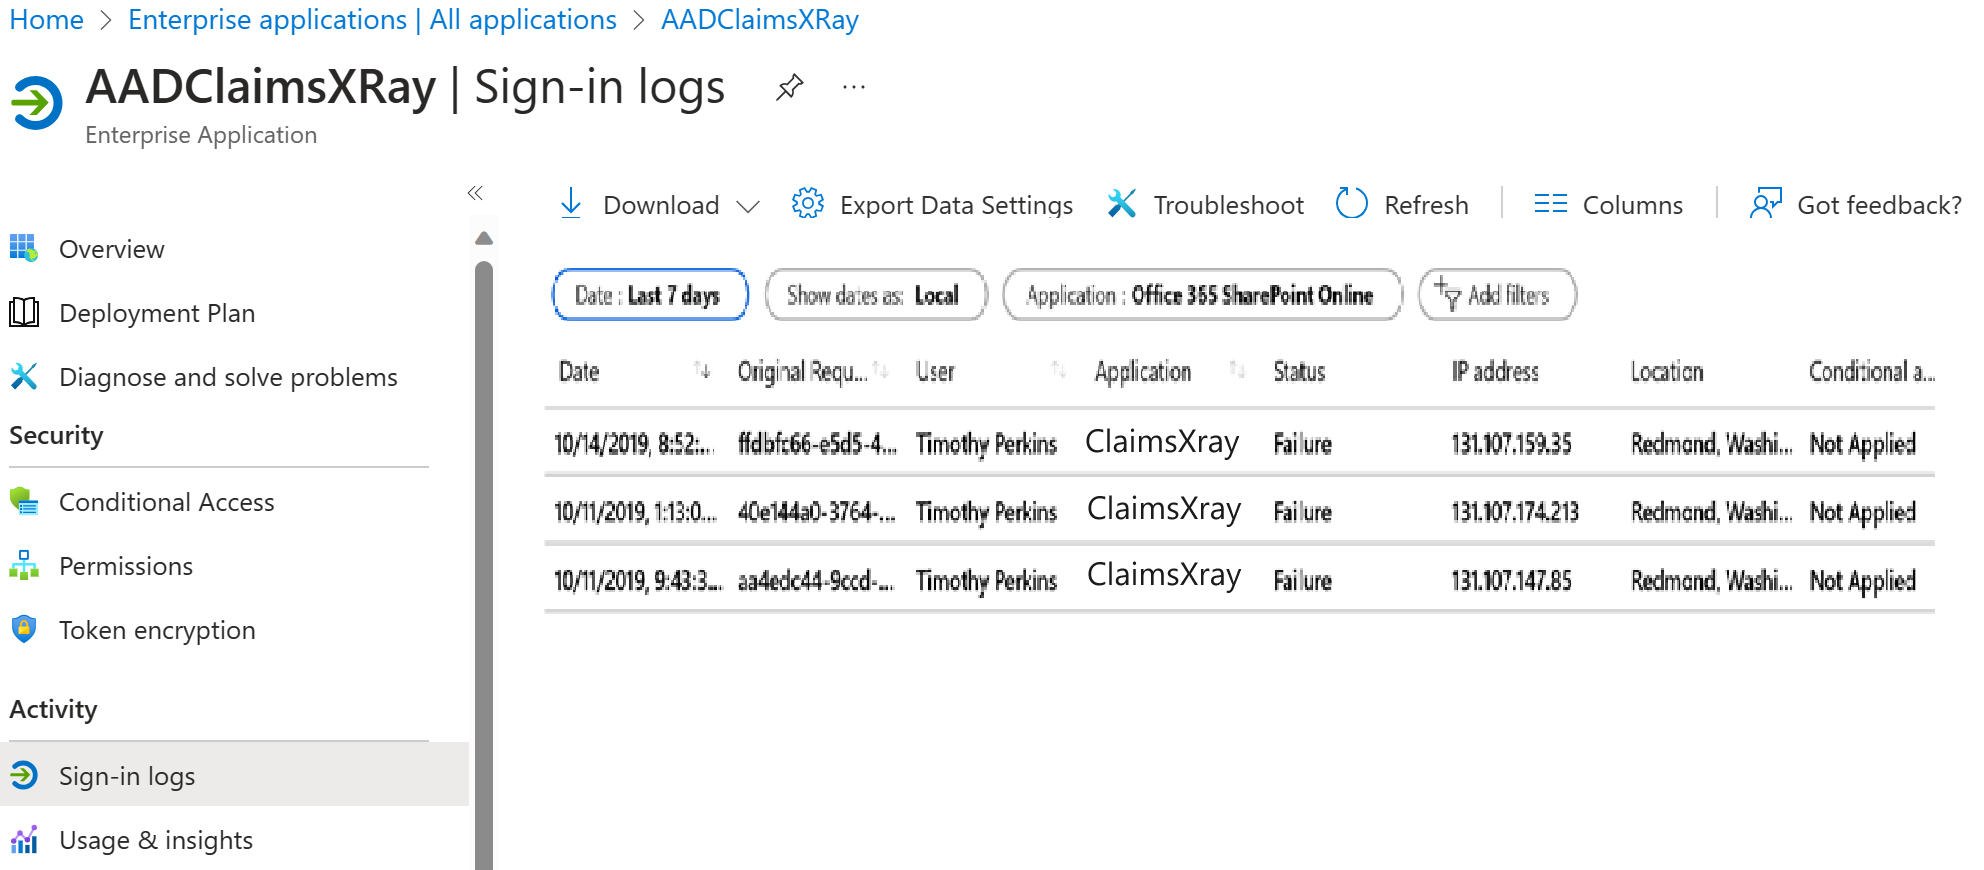 Home > Enterprise applications | All applications > AADClaimsXRay
AADClaimsXRay | Sign-in logs ...
Enterprise Application
Download Export Data Settings Troubleshoot Refresh Columns Got feedback?
Overview
Deployment Plan
Diagnose and solve problems
Security
Conditional Access
Permissions
Token encryption
Activity
Sign-in logs
Usage & insights
Date : Last 7 days Show dates as: Local Application : Office 365 SharePoint Online Add filters
Date Original Requ... User Application Status IP address Location Conditional a...
10/14/2019, 8:52:... ffdbfc66-e5d5-4... Timothy Perkins ClaimsXray Failure 131.107.159.35 Redmond, Washi... Not Applied
10/11/2019, 1:13:0... 40e144a0-3764-... Timothy Perkins ClaimsXray Failure 131.107.174.213 Redmond, Washi... Not Applied
10/11/2019, 9:43:3... aa4edc44-9ccd-... Timothy Perkins ClaimsXray Failure 131.107.147.85 Redmond, Washi... Not Applied